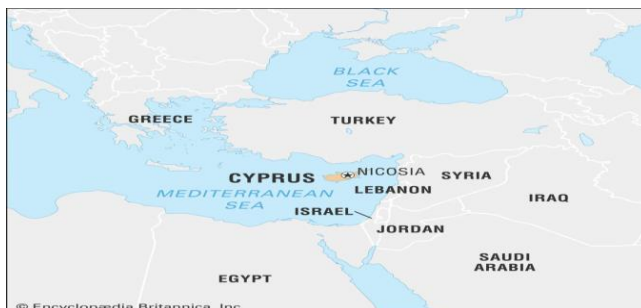 BLACK
SEA
GREECE
TURKEY
CYPRUS
NICOSIA
SYRIA
MEDITERRANEAN
SEA
LEBANON
IRAQ
ISRAEL
JORDAN
SAUDI
ARABIA
EGYPT
© Encyclopædia Britannica, Inc.